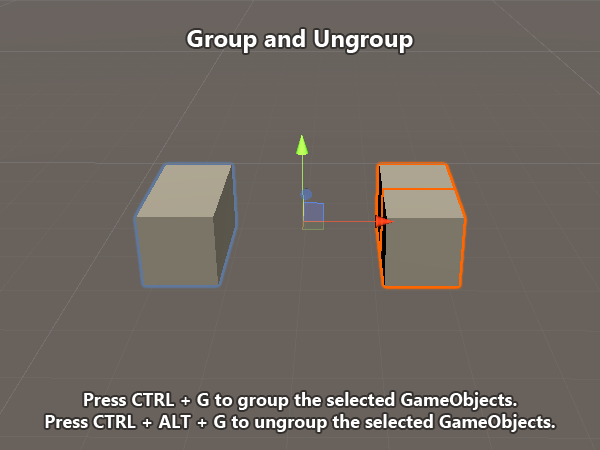 Group and Ungroup
Press CTRL + G to group the selected GameObjects.
Press CTRL + ALT + G to ungroup the selected GameObjects.